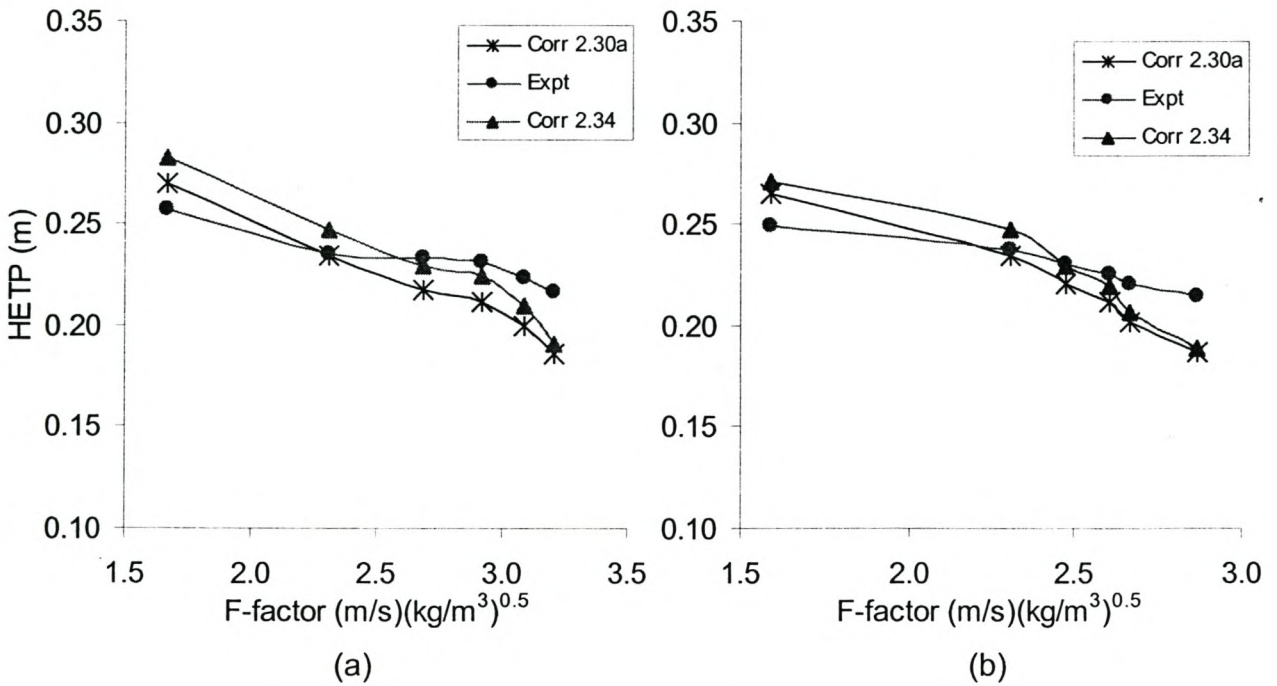 0.35
0.30
0.25
0.20
0.15
0.10
HETP (m)
Corr 2.30a
Expt
Corr 2.34
1.5 2.0 2.5 3.0 3.5
F-factor (m/s)(kg/m³)⁰·⁵
(a)
0.35
0.30
0.25
0.20
0.15
0.10
Corr 2.30a
Expt
Corr 2.34
1.5 2.0 2.5 3.0
F-factor (m/s)(kg/m³)⁰·⁵
(b)